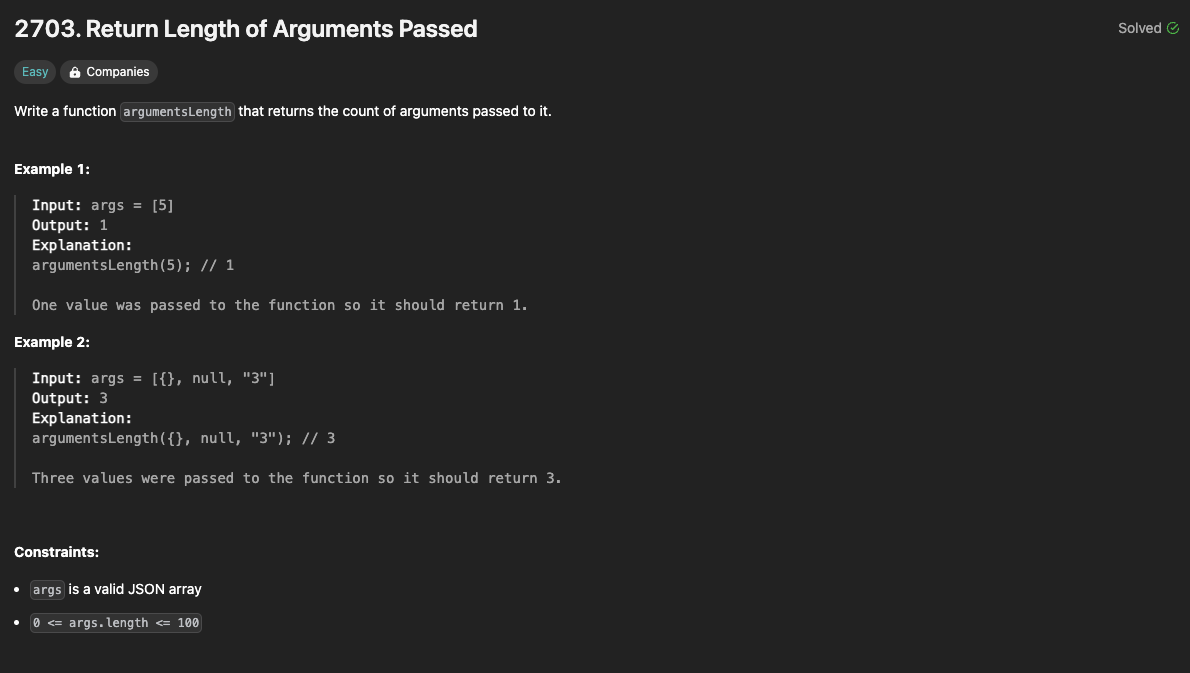 2703. Return Length of Arguments Passed
Solved
Easy
Companies
Write a function argumentsLength that returns the count of arguments passed to it.
Example 1:
Input: args = [5]
Output: 1
Explanation:
argumentsLength(5); // 1
One value was passed to the function so it should return 1.
Example 2:
Input: args = [{}, null, "3"]
Output: 3
Explanation:
argumentsLength({}, null, "3"); // 3
Three values were passed to the function so it should return 3.
Constraints:
• args is a valid JSON array
• 0 <= args.length <= 100